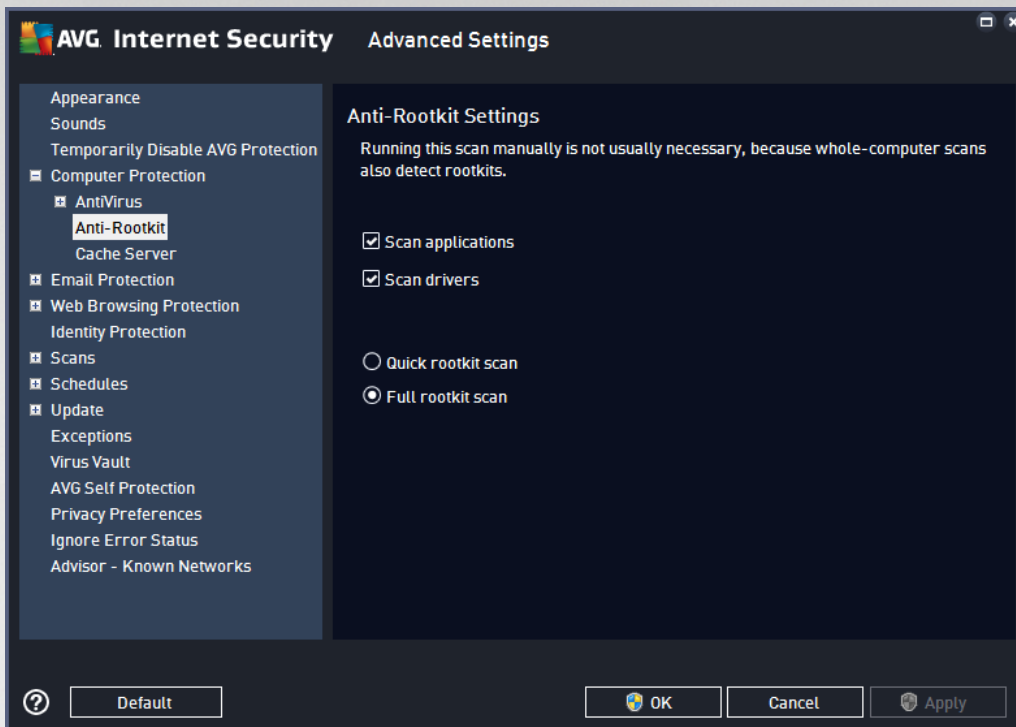 AVG. Internet Security Advanced Settings
Appearance
Sounds
Temporarily Disable AVG Protection
Computer Protection
AntiVirus
Anti-Rootkit
Cache Server
Email Protection
Web Browsing Protection
Identity Protection
Scans
Schedules
Update
Exceptions
Virus Vault
AVG Self Protection
Privacy Preferences
Ignore Error Status
Advisor - Known Networks
Anti-Rootkit Settings
Running this scan manually is not usually necessary, because whole-computer scans
also detect rootkits.
Scan applications
Scan drivers
Quick rootkit scan
Full rootkit scan
? Default OK Cancel Apply